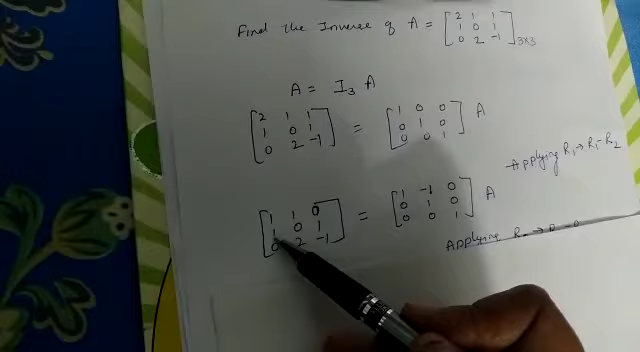 Find the Inverse of A = [2 1 1
1 0 1
0 2 -1]3x3
A = I3 A
[2 1 1
1 0 1
0 2 -1] = [1 0 0
0 1 0
0 0 1] A
Applying R1 → R1 - R2
[1 1 0
1 0 1
0 2 -1] = [1 -1 0
0 1 0
0 0 1] A
Applying